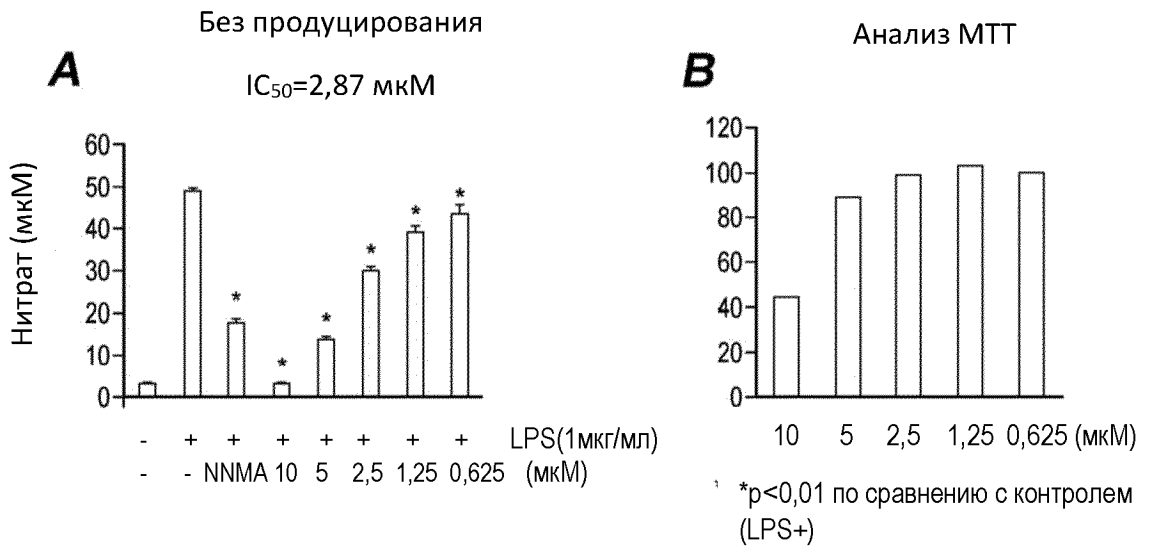 Без продуцирования
A
IC₅₀=2,87 мкМ
Нитрат (мкМ)
60
50
40
30
20
10
0
* * * * * *
- + + + + + + + LPS(1мкг/мл)
- - NNMA 10 5 2,5 1,25 0,625 (мкМ)
Анализ МТТ
B
120
100
80
60
40
20
0
10 5 2,5 1,25 0,625 (мкМ)
*p<0,01 по сравнению с контролем
(LPS+)